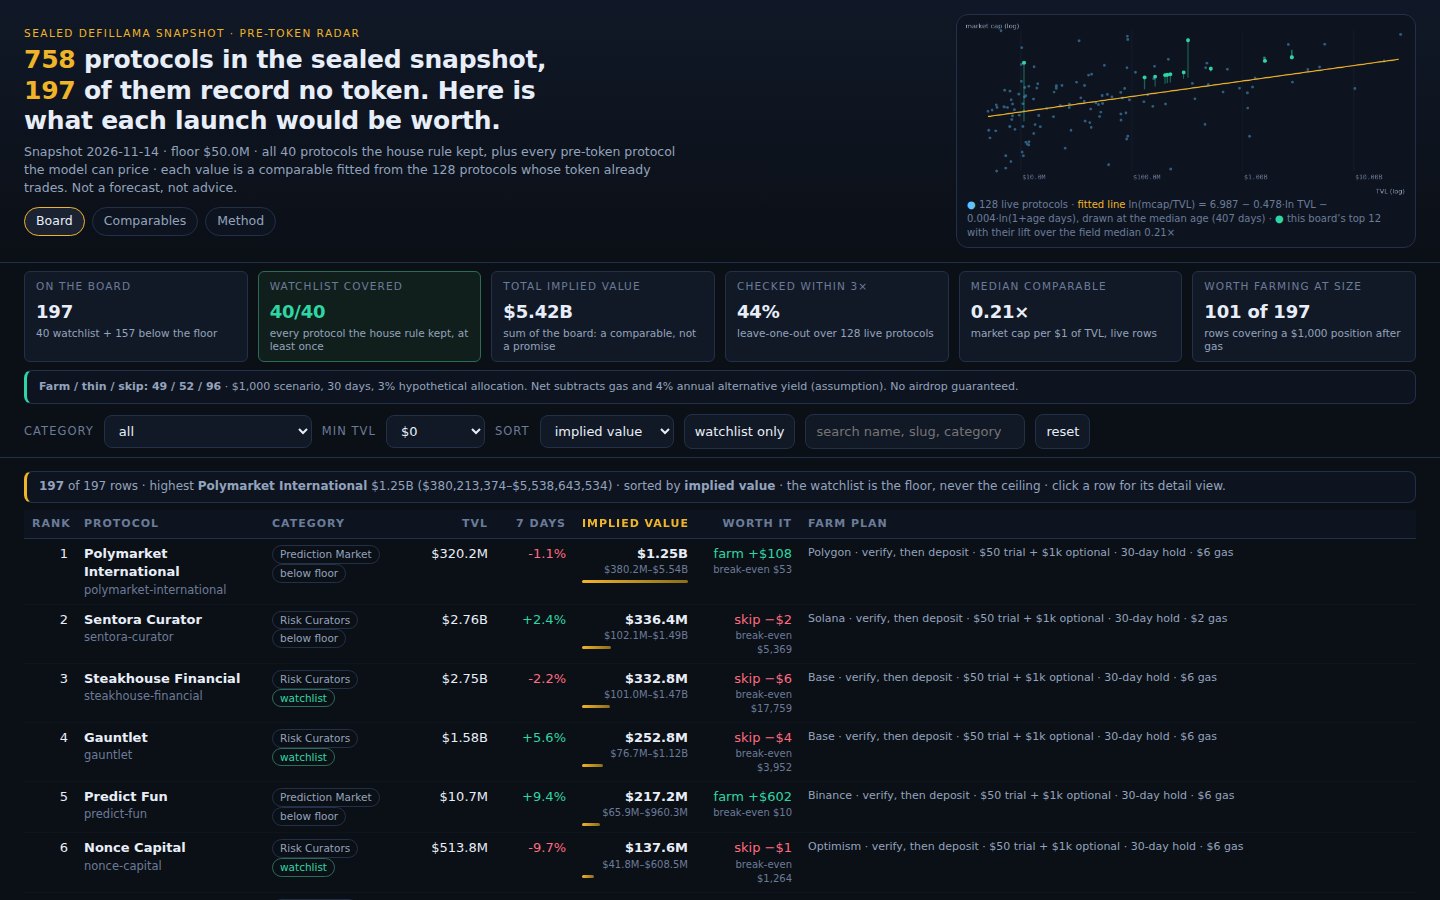 SEALED DEFILLAMA SNAPSHOT · PRE-TOKEN RADAR
758 protocols in the sealed snapshot,
197 of them record no token. Here is
what each launch would be worth.
Snapshot 2026-11-14 · floor $50.0M · all 40 protocols the house rule kept, plus every pre-token protocol
the model can price · each value is a comparable fitted from the 128 protocols whose token already
trades. Not a forecast, not advice.
Board Comparables Method
market cap (log)
$10.0M $100.0M $1.00B $10.00B
TVL (log)
128 live protocols · fitted line ln(mcap/TVL) = 6.987 − 0.478·ln TVL −
0.004·ln(1+age days), drawn at the median age (407 days) · this board's top 12
with their lift over the field median 0.21×
ON THE BOARD
197
40 watchlist + 157 below the floor
WATCHLIST COVERED
40/40
every protocol the house rule kept, at
least once
TOTAL IMPLIED VALUE
$5.42B
sum of the board: a comparable, not
a promise
CHECKED WITHIN 3×
44%
leave-one-out over 128 live protocols
MEDIAN COMPARABLE
0.21×
market cap per $1 of TVL, live rows
WORTH FARMING AT SIZE
101 of 197
rows covering a $1,000 position after
gas
Farm / thin / skip: 49 / 52 / 96 · $1,000 scenario, 30 days, 3% hypothetical allocation. Net subtracts gas and 4% annual alternative yield (assumption). No airdrop guaranteed.
CATEGORY all MIN TVL $0 SORT implied value watchlist only search name, slug, category reset
197 of 197 rows · highest Polymarket International $1.25B ($380,213,374–$5,538,643,534) · sorted by implied value · the watchlist is the floor, never the ceiling · click a row for its detail view.
RANK PROTOCOL CATEGORY TVL 7 DAYS IMPLIED VALUE WORTH IT FARM PLAN
1 Polymarket International Prediction Market $320.2M -1.1% $1.25B farm +$108 Polygon · verify, then deposit · $50 trial + $1k optional · 30-day hold · $6 gas
polymarket-international below floor $380.2M–$5.54B break-even $53
2 Sentora Curator Risk Curators $2.76B +2.4% $336.4M skip −$2 Solana · verify, then deposit · $50 trial + $1k optional · 30-day hold · $2 gas
sentora-curator below floor $102.1M–$1.49B break-even $5,369
3 Steakhouse Financial Risk Curators $2.75B -2.2% $332.8M skip −$6 Base · verify, then deposit · $50 trial + $1k optional · 30-day hold · $6 gas
steakhouse-financial watchlist $101.0M–$1.47B break-even $17,759
4 Gauntlet Risk Curators $1.58B +5.6% $252.8M skip −$4 Base · verify, then deposit · $50 trial + $1k optional · 30-day hold · $6 gas
gauntlet watchlist $76.7M–$1.12B break-even $3,952
5 Predict Fun Prediction Market $10.7M +9.4% $217.2M farm +$602 Binance · verify, then deposit · $50 trial + $1k optional · 30-day hold · $6 gas
predict-fun below floor $65.9M–$960.3M break-even $10
6 Nonce Capital Risk Curators $513.8M -9.7% $137.6M skip −$1 Optimism · verify, then deposit · $50 trial + $1k optional · 30-day hold · $6 gas
nonce-capital watchlist $41.8M–$608.5M break-even $1,264